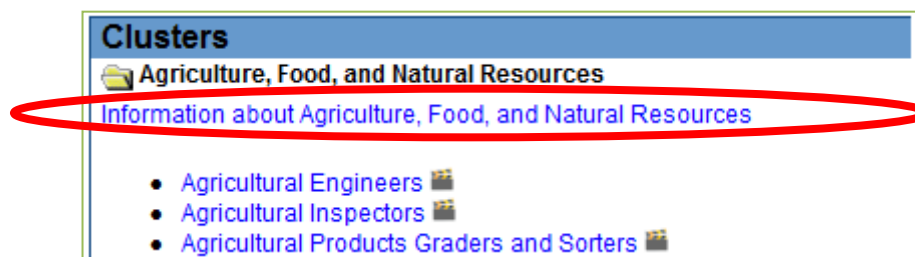 Clusters
Agriculture, Food, and Natural Resources
Information about Agriculture, Food, and Natural Resources
• Agricultural Engineers
• Agricultural Inspectors
• Agricultural Products Graders and Sorters